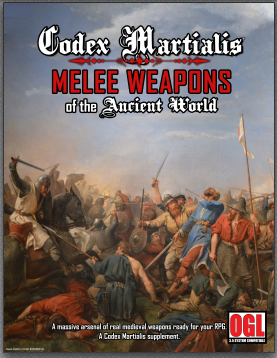 Codex Martialis
MELEE WEAPONS
of the Ancient World
A massive arsenal of real medieval weapons ready for your RPG.
A Codex Martialis supplement.
OGL
3.5 SYSTEM COMPATIBLE